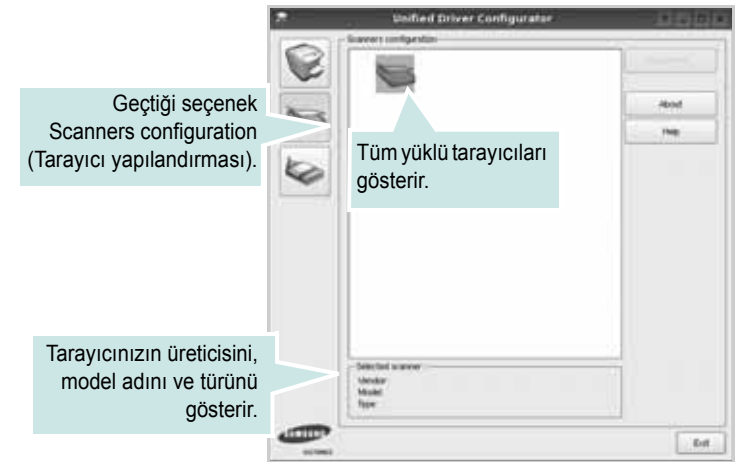 Unified Driver Configurator
Scanners configuration
Geçtiği seçenek
Scanners configuration
(Tarayıcı yapılandırması).
Tüm yüklü tarayıcıları
gösterir.
About
Help
Tarayıcınızın üreticisini,
model adını ve türünü
gösterir.
Selected scanner
Vendor
Model
Type
SAMSUNG
Exit